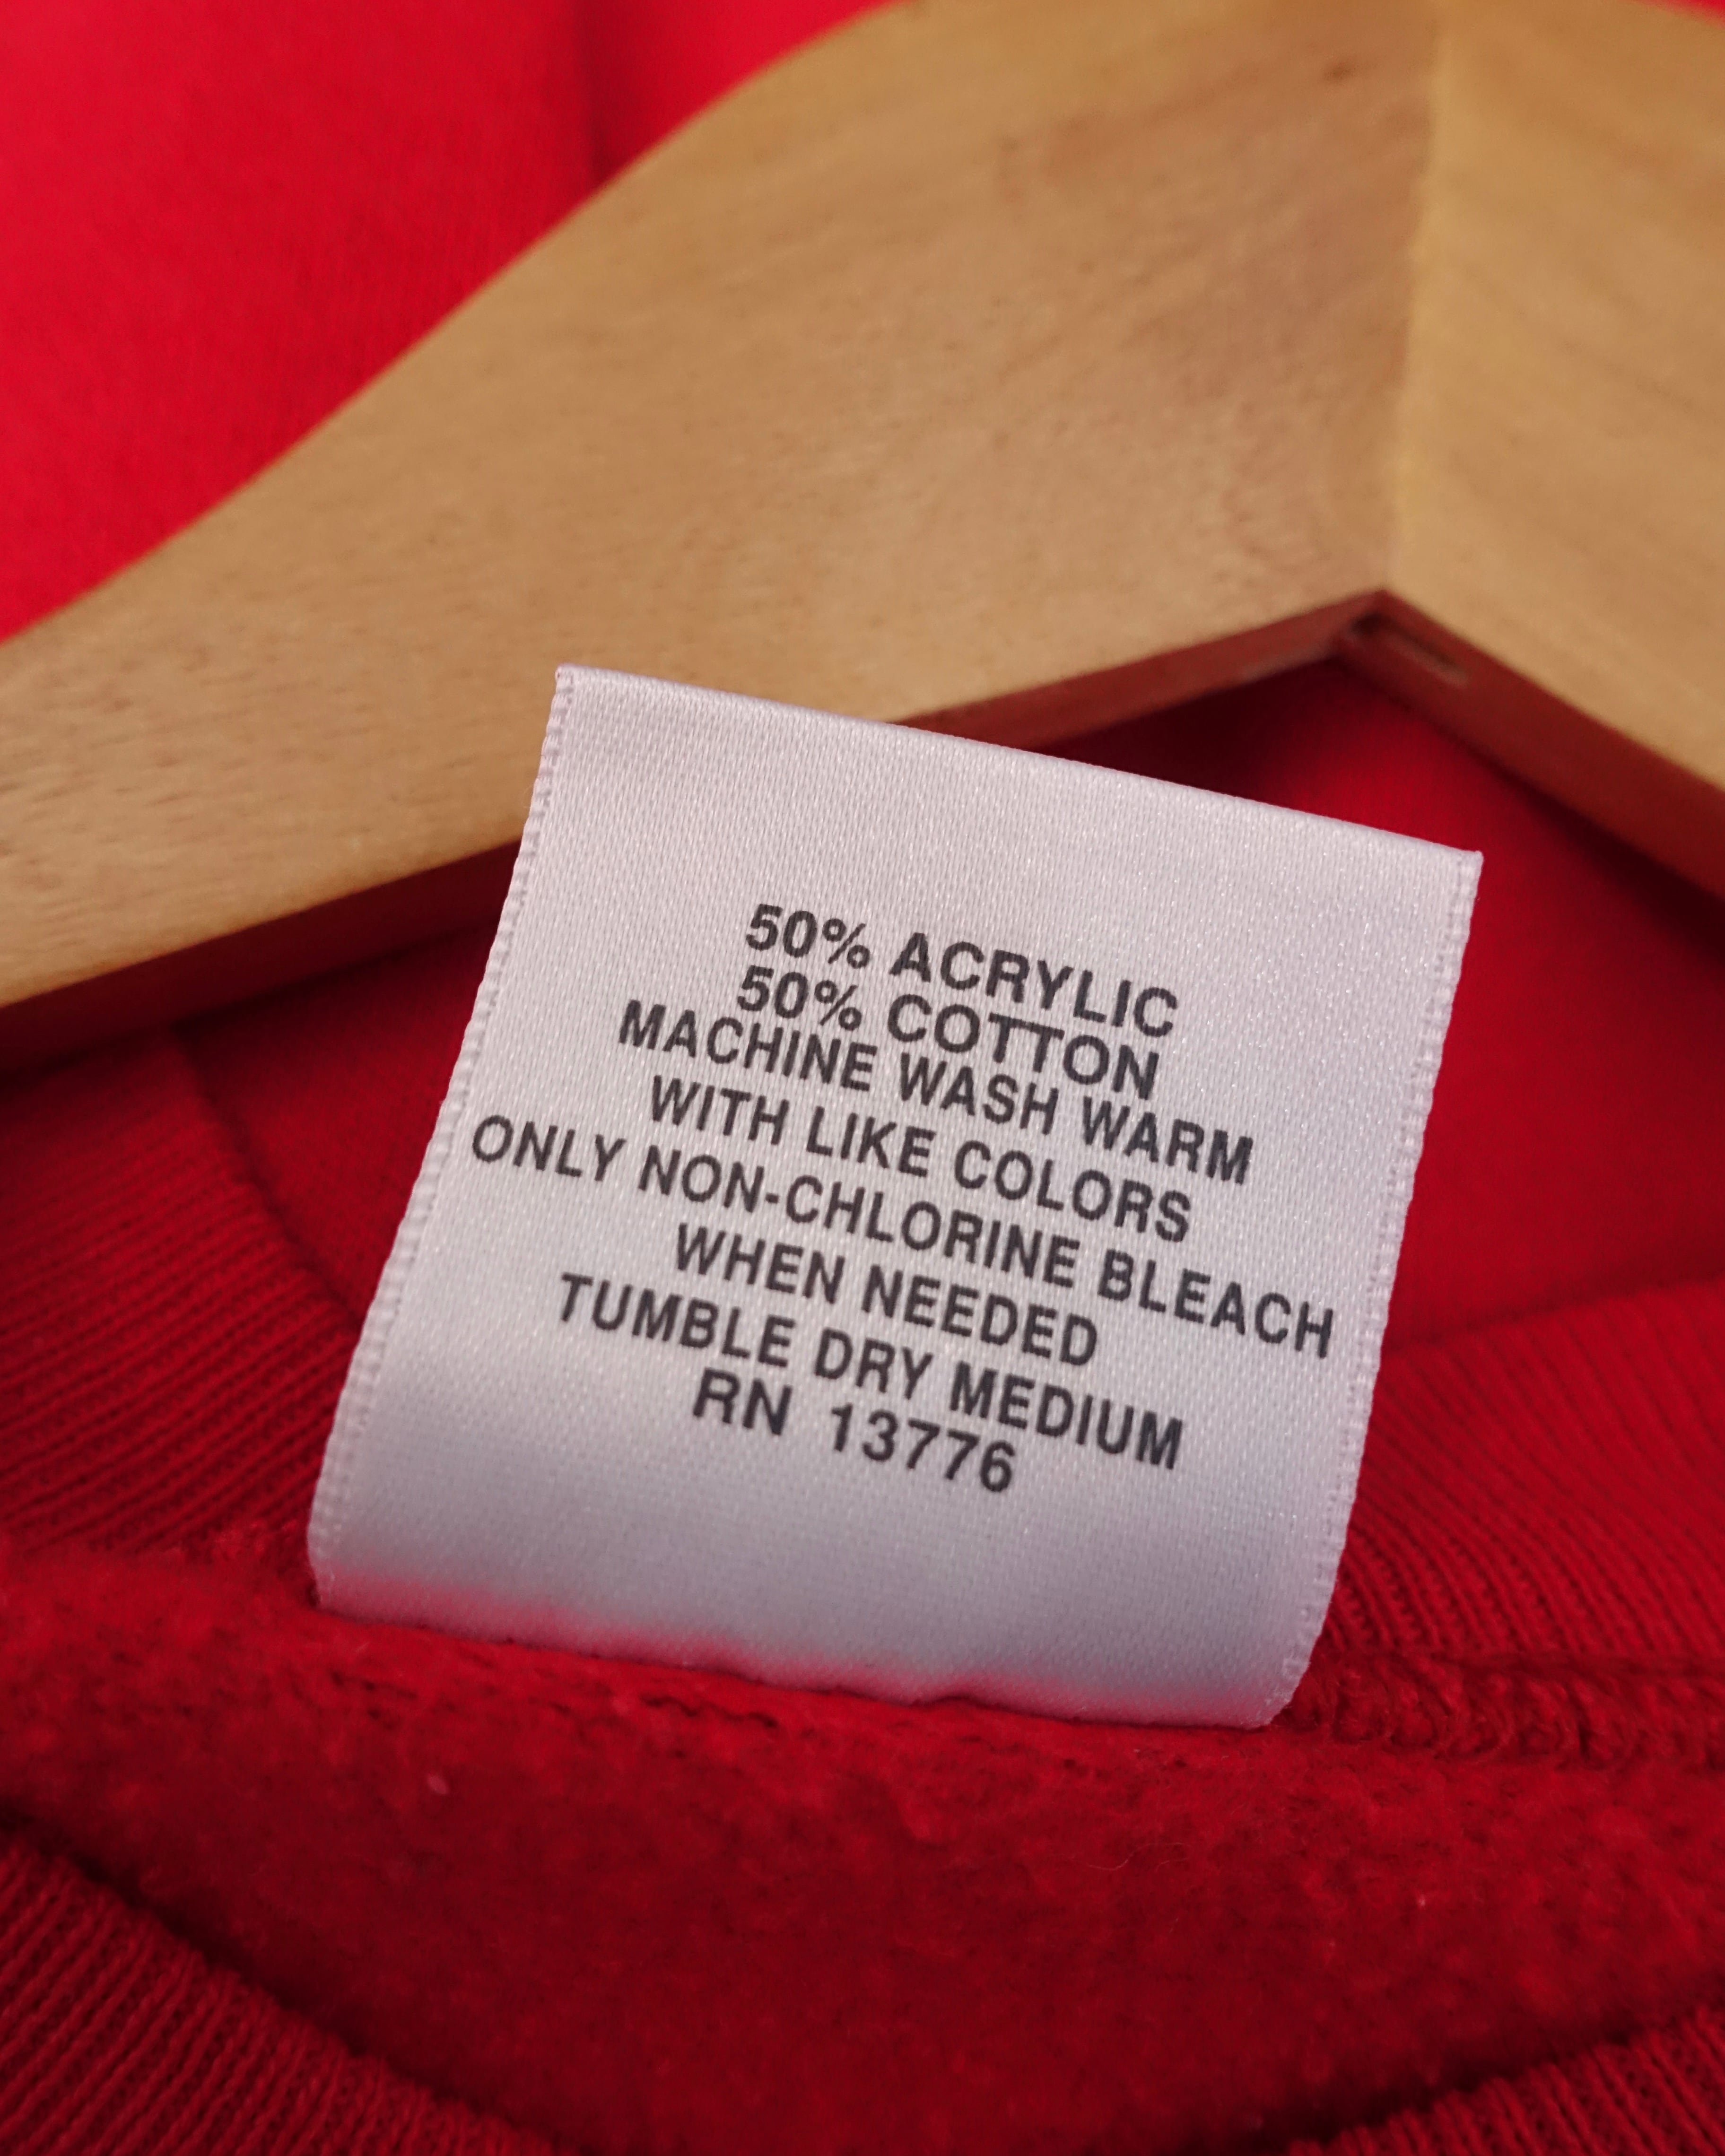 50% ACRYLIC
50% COTTON
MACHINE WASH WARM
WITH LIKE COLORS
ONLY NON-CHLORINE BLEACH
WHEN NEEDED
TUMBLE DRY MEDIUM
RN 13776